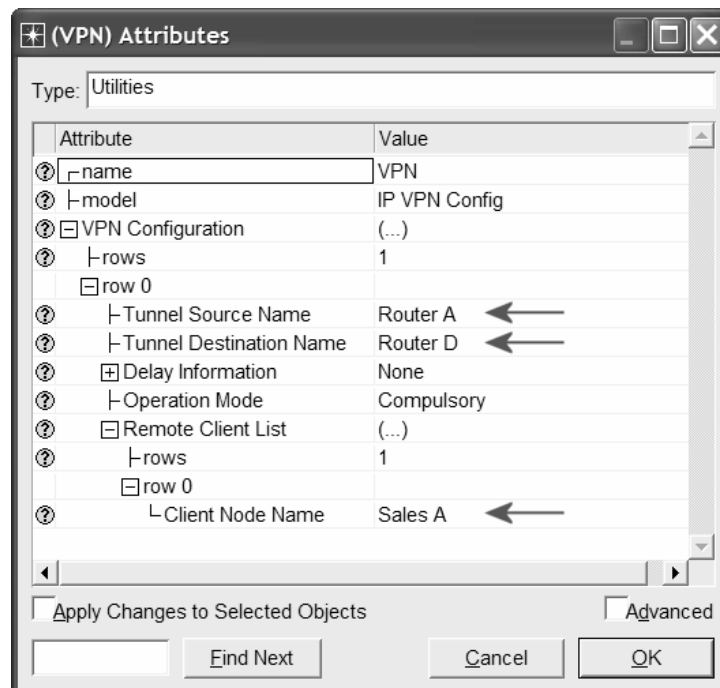 (VPN) Attributes
Type: Utilities
Attribute Value
name VPN
model IP VPN Config
VPN Configuration (...)
rows 1
row 0
Tunnel Source Name Router A
Tunnel Destination Name Router D
Delay Information None
Operation Mode Compulsory
Remote Client List (...)
rows 1
row 0
Client Node Name Sales A
Apply Changes to Selected Objects Advanced
Find Next Cancel OK